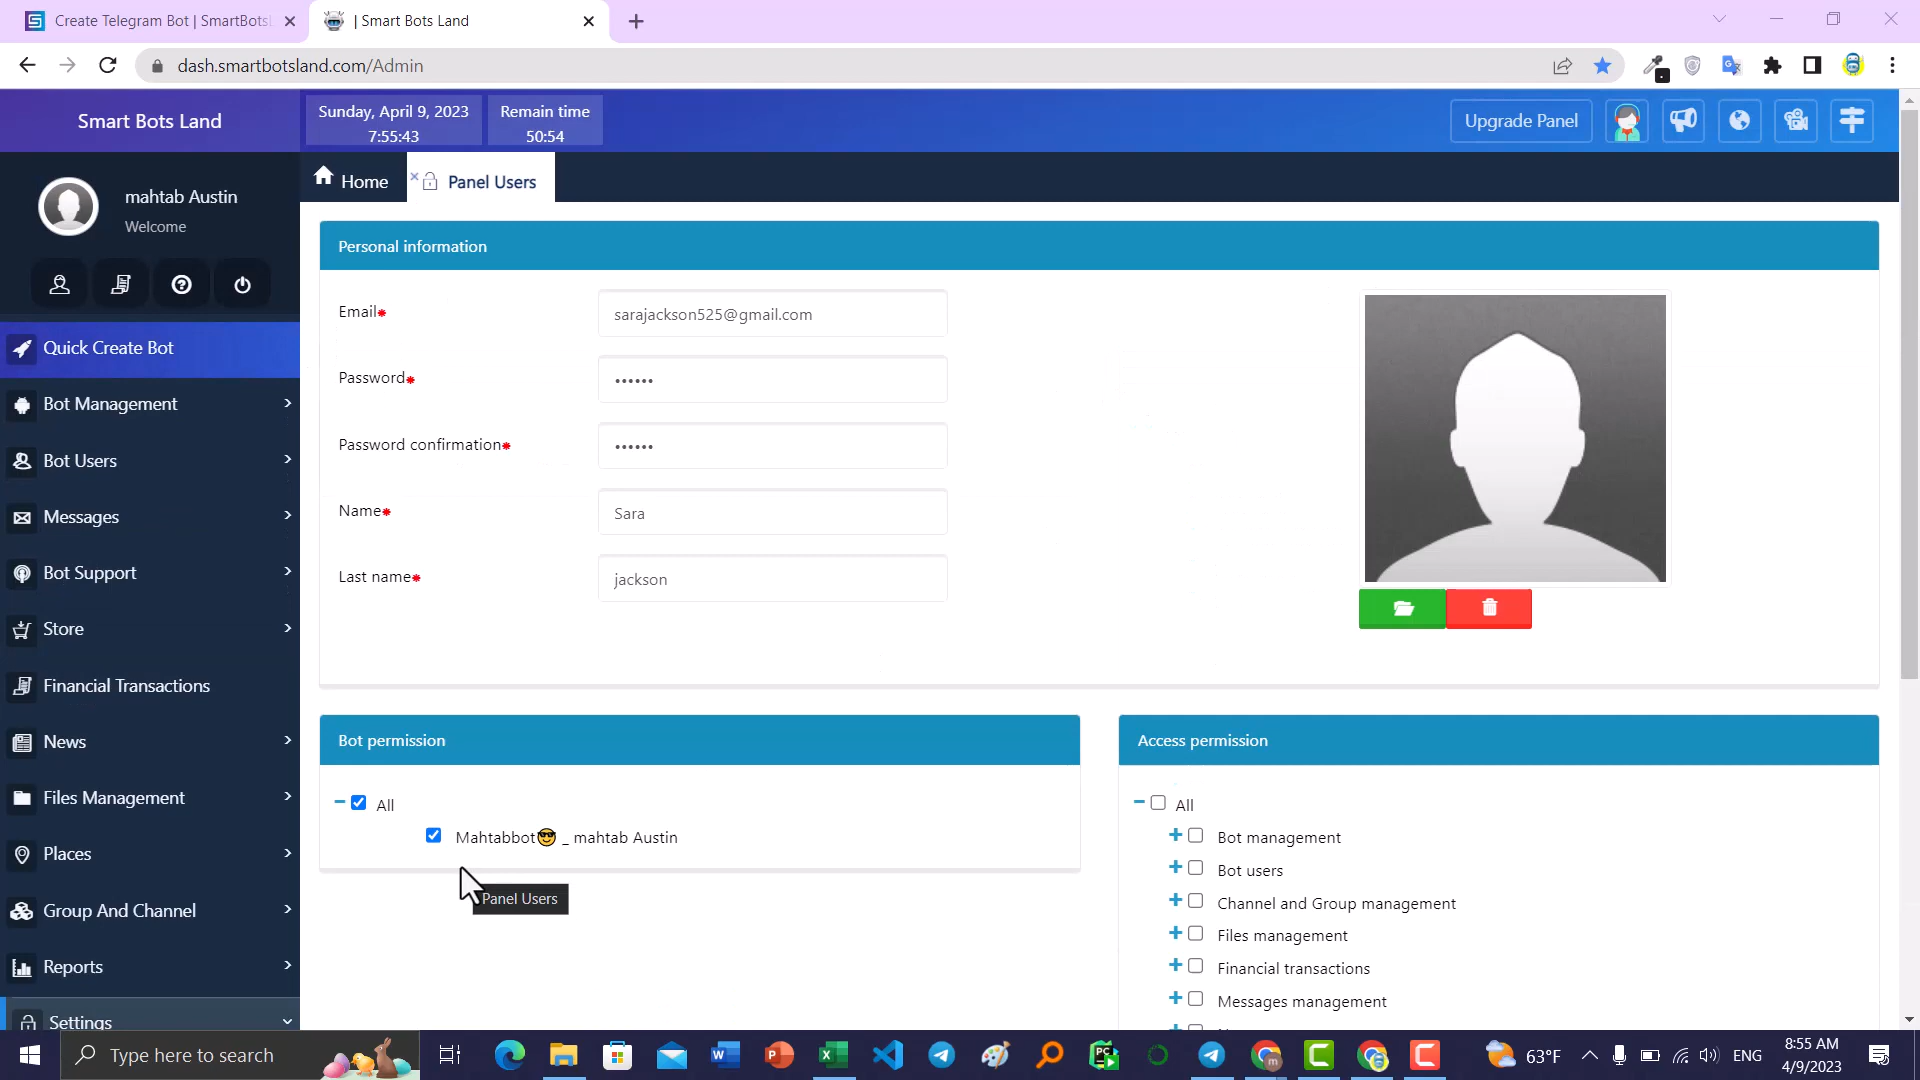 Create Telegram Bot | SmartBots
| Smart Bots Land
dash.smartbotsland.com/Admin
Smart Bots Land
Sunday, April 9, 2023
7:55:43
Remain time
50:54
Upgrade Panel
mahtab Austin
Welcome
Home
Panel Users
Quick Create Bot
Bot Management
Bot Users
Messages
Bot Support
Store
Financial Transactions
News
Files Management
Places
Group And Channel
Reports
Settings
Personal information
Email*
sarajackson525@gmail.com
Password*
••••••
Password confirmation*
••••••
Name*
Sara
Last name*
jackson
Bot permission
All
Mahtabbot😎 _ mahtab Austin
Panel Users
Access permission
All
Bot management
Bot users
Channel and Group management
Files management
Financial transactions
Messages management
Type here to search
63°F
ENG
8:55 AM
4/9/2023